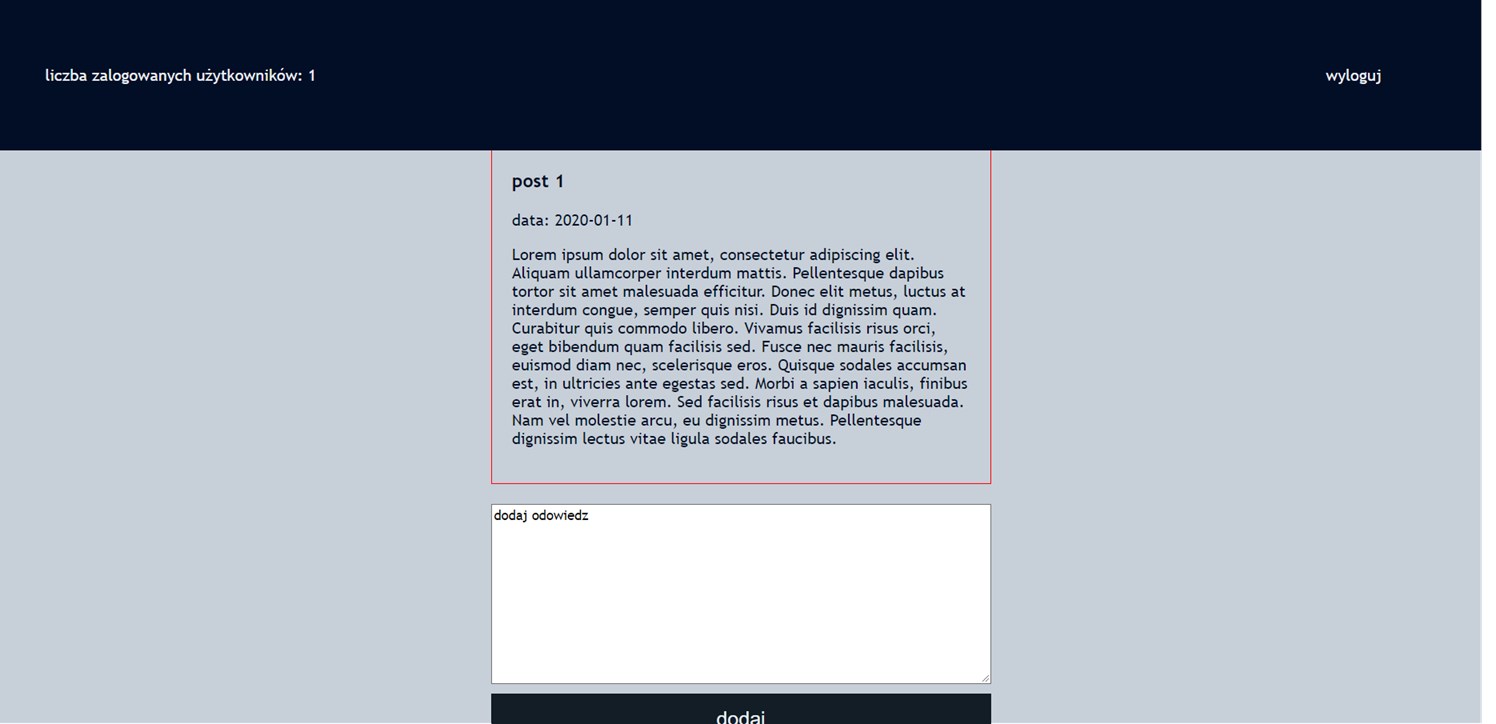 liczba zalogowanych użytkowników: 1
wyloguj
post 1
data: 2020-01-11
Lorem ipsum dolor sit amet, consectetur adipiscing elit.
Aliquam ullamcorper interdum mattis. Pellentesque dapibus
tortor sit amet malesuada efficitur. Donec elit metus, luctus at
interdum congue, semper quis nisi. Duis id dignissim quam.
Curabitur quis commodo libero. Vivamus facilisis risus orci,
eget bibendum quam facilisis sed. Fusce nec mauris facilisis,
euismod diam nec, scelerisque eros. Quisque sodales accumsan
est, in ultricies ante egestas sed. Morbi a sapien iaculis, finibus
erat in, viverra lorem. Sed facilisis risus et dapibus malesuada.
Nam vel molestie arcu, eu dignissim metus. Pellentesque
dignissim lectus vitae ligula sodales faucibus.
dodaj odowiedz
dodaj